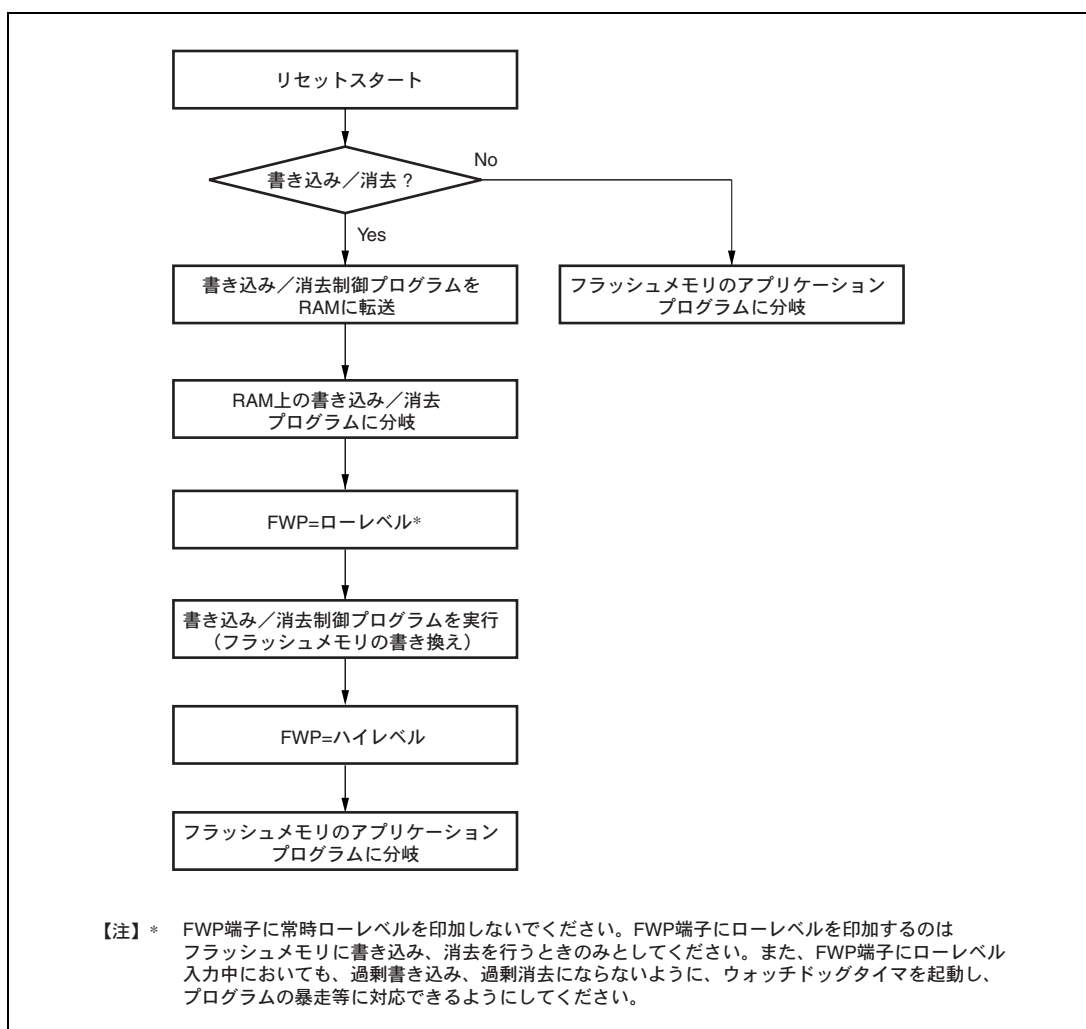 リセットスタート
書き込み／消去？
No
Yes
書き込み／消去制御プログラムを
RAMに転送
フラッシュメモリのアプリケーション
プログラムに分岐
RAM上の書き込み／消去
プログラムに分岐
FWP=ローレベル*
書き込み／消去制御プログラムを実行
（フラッシュメモリの書き換え）
FWP=ハイレベル
フラッシュメモリのアプリケーション
プログラムに分岐
【注】* FWP端子に常時ローレベルを印加しないでください。FWP端子にローレベルを印加するのは
フラッシュメモリに書き込み、消去を行うときのみとしてください。また、FWP端子にローレベル
入力中においても、過剰書き込み、過剰消去にならないように、ウォッチドッグタイマを起動し、
プログラムの暴走等に対応できるようにしてください。